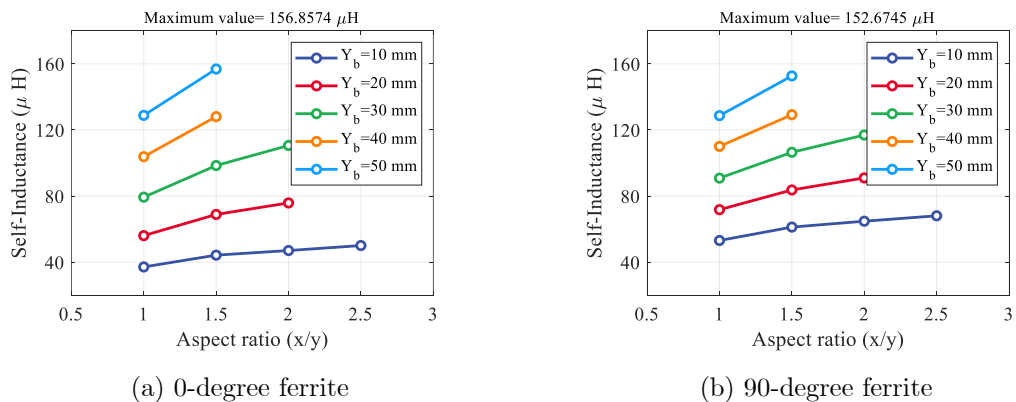 Maximum value= 156.8574 μH
Self-Inductance (μ H)
160
120
80
40
0.5 1 1.5 2 2.5 3
Aspect ratio (x/y)
Y_b=10 mm
Y_b=20 mm
Y_b=30 mm
Y_b=40 mm
Y_b=50 mm
(a) 0-degree ferrite
Maximum value= 152.6745 μH
Self-Inductance (μ H)
160
120
80
40
0.5 1 1.5 2 2.5 3
Aspect ratio (x/y)
Y_b=10 mm
Y_b=20 mm
Y_b=30 mm
Y_b=40 mm
Y_b=50 mm
(b) 90-degree ferrite